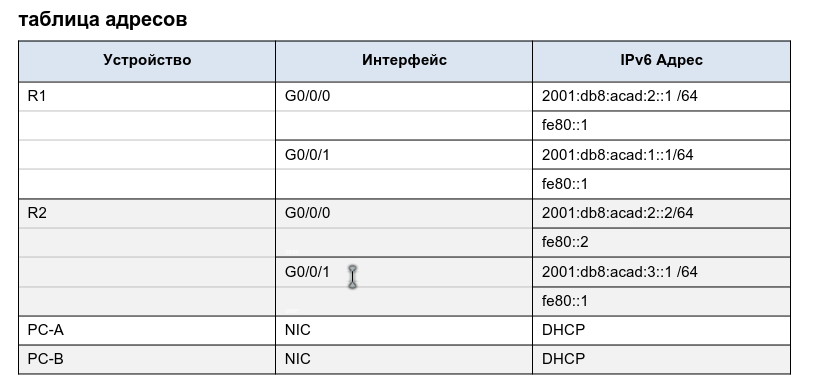 таблица адресов
Устройство Интерфейс IPv6 Адрес
R1 G0/0/0 2001:db8:acad:2::1 /64
fe80::1
G0/0/1 2001:db8:acad:1::1/64
fe80::1
R2 G0/0/0 2001:db8:acad:2::2/64
fe80::2
G0/0/1 2001:db8:acad:3::1 /64
fe80::1
PC-A NIC DHCP
PC-B NIC DHCP